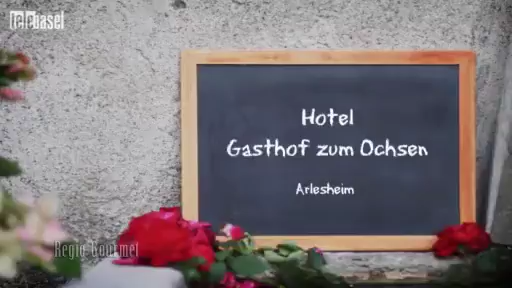 telebasel
Hotel
Gasthof zum Ochsen
Arlesheim
Regio Gourmet